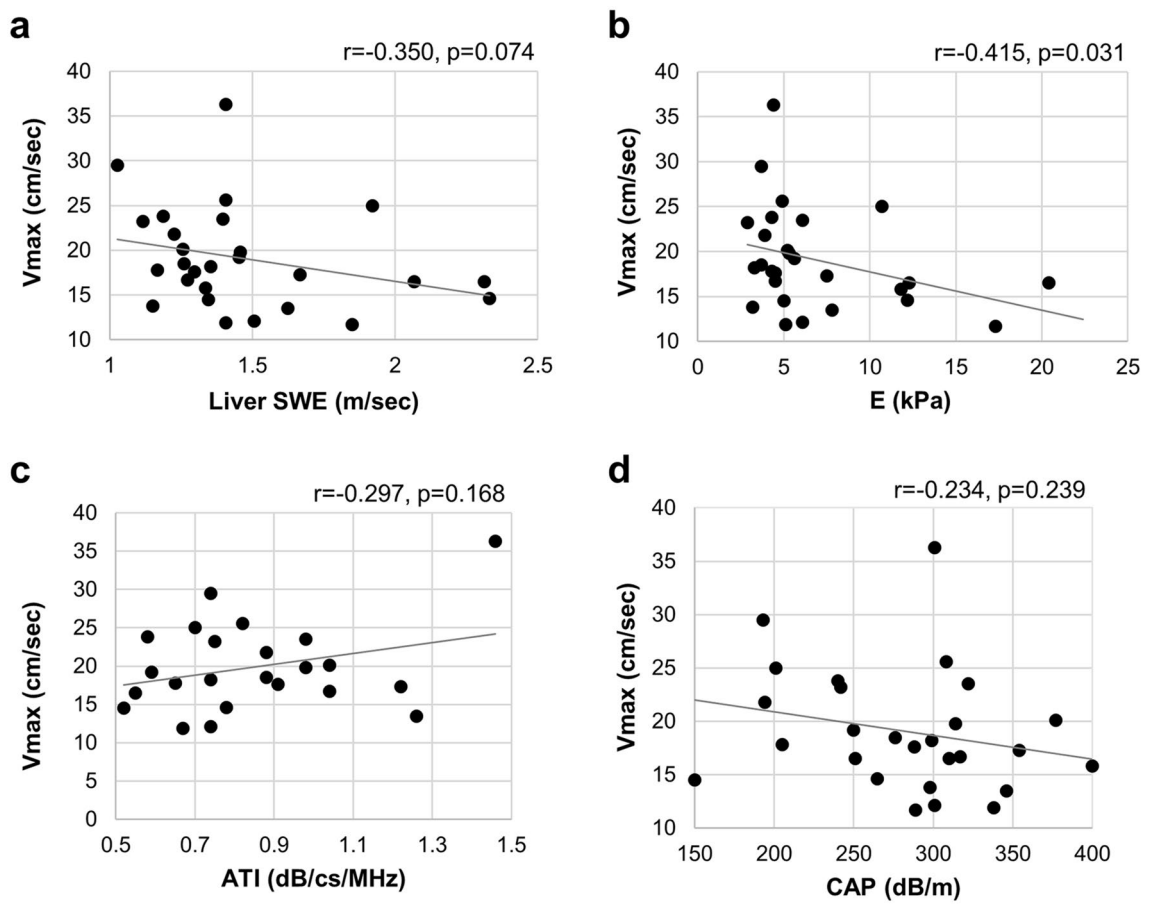 a
r=-0.350, p=0.074
40
35
30
25
20
15
10
Vmax (cm/sec)
1 1.5 2 2.5
Liver SWE (m/sec)
b
r=-0.415, p=0.031
40
35
30
25
20
15
10
Vmax (cm/sec)
0 5 10 15 20 25
E (kPa)
c
r=-0.297, p=0.168
40
35
30
25
20
15
10
5
0
Vmax (cm/sec)
0.5 0.7 0.9 1.1 1.3 1.5
ATI (dB/cs/MHz)
d
r=-0.234, p=0.239
40
35
30
25
20
15
10
Vmax (cm/sec)
150 200 250 300 350 400
CAP (dB/m)